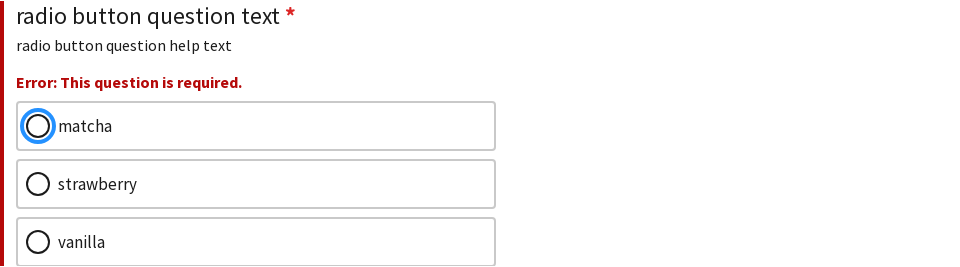 radio button question text *
radio button question help text
Error: This question is required.
matcha
strawberry
vanilla